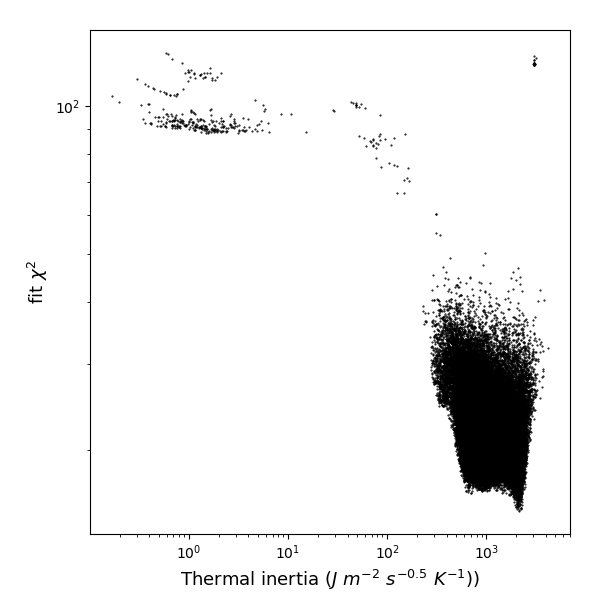 10²
fit χ²
10⁰ 10¹ 10² 10³
Thermal inertia (J m⁻² s⁻⁰·⁵ K⁻¹))